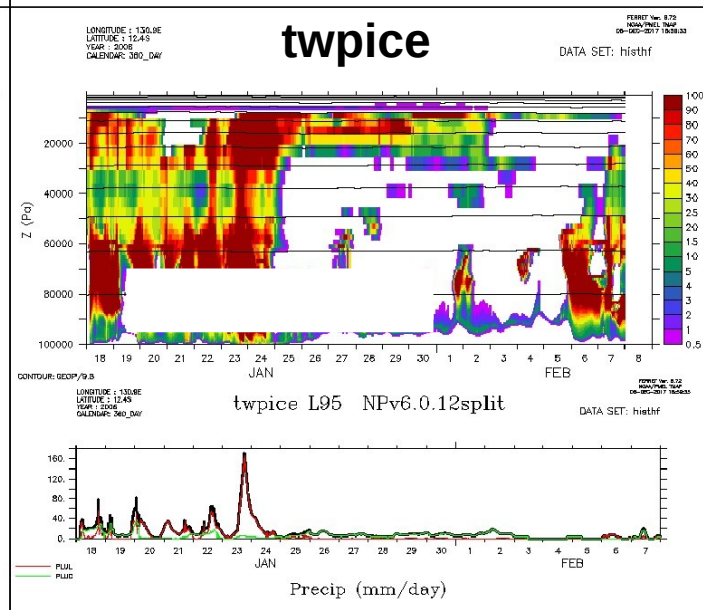 LONGITUDE : 130.9E
LATITUDE : 12.4S
YEAR : 2006
CALENDAR: 360_DAY
twpice
FERRET Ver. 6.72
NOAA/PMEL TMAP
06-DEC-2017 16:39:33
DATA SET: histhf
20000
40000
60000
80000
100000
Z (Pa)
100
90
80
70
60
50
40
30
25
20
15
10
5
4
3
2
1
0.5
18 19 20 21 22 23 24 25 26 27 28 29 30 1 2 3 4 5 6 7 8
JAN FEB
CONTOUR: GEOP/9.8
LONGITUDE : 130.9E
LATITUDE : 12.4S
YEAR : 2006
CALENDAR: 360_DAY
twpice L95 NPv6.0.12split
FERRET Ver. 6.72
NOAA/PMEL TMAP
DATA SET: histhf
160.
120.
80.
40.
0.
18 19 20 21 22 23 24 25 26 27 28 29 30 1 2 3 4 5 6 7
JAN FEB
PLUL
PLUC
Precip (mm/day)